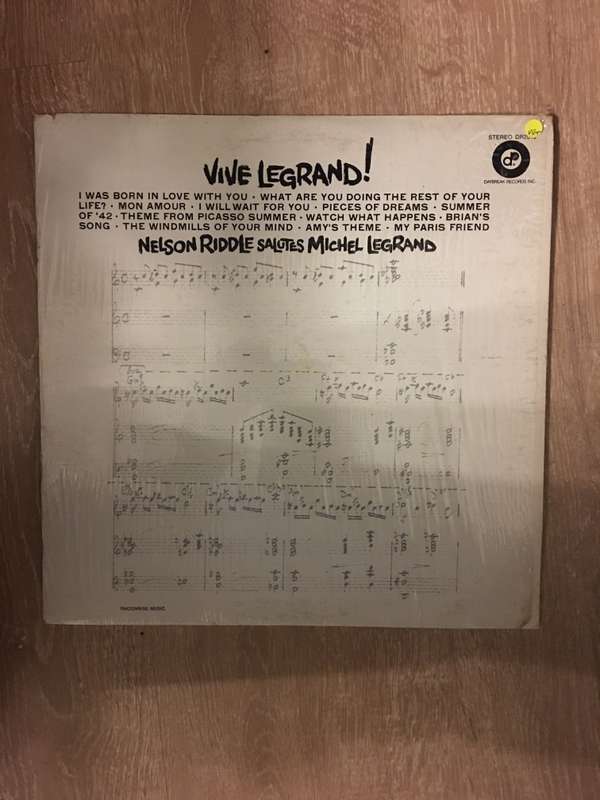 STEREO
dp
DAYBREAK RECORDS INC.
VIVE LEGRAND!
I WAS BORN IN LOVE WITH YOU · WHAT ARE YOU DOING THE REST OF YOUR
LIFE? · MON AMOUR · I WILL WAIT FOR YOU · PIECES OF DREAMS · SUMMER
OF '42 · THEME FROM PICASSO SUMMER · WATCH WHAT HAPPENS · BRIAN'S
SONG · THE WINDMILLS OF YOUR MIND · AMY'S THEME · MY PARIS FRIEND
NELSON RIDDLE SALUTES MICHEL LEGRAND
MUSIC